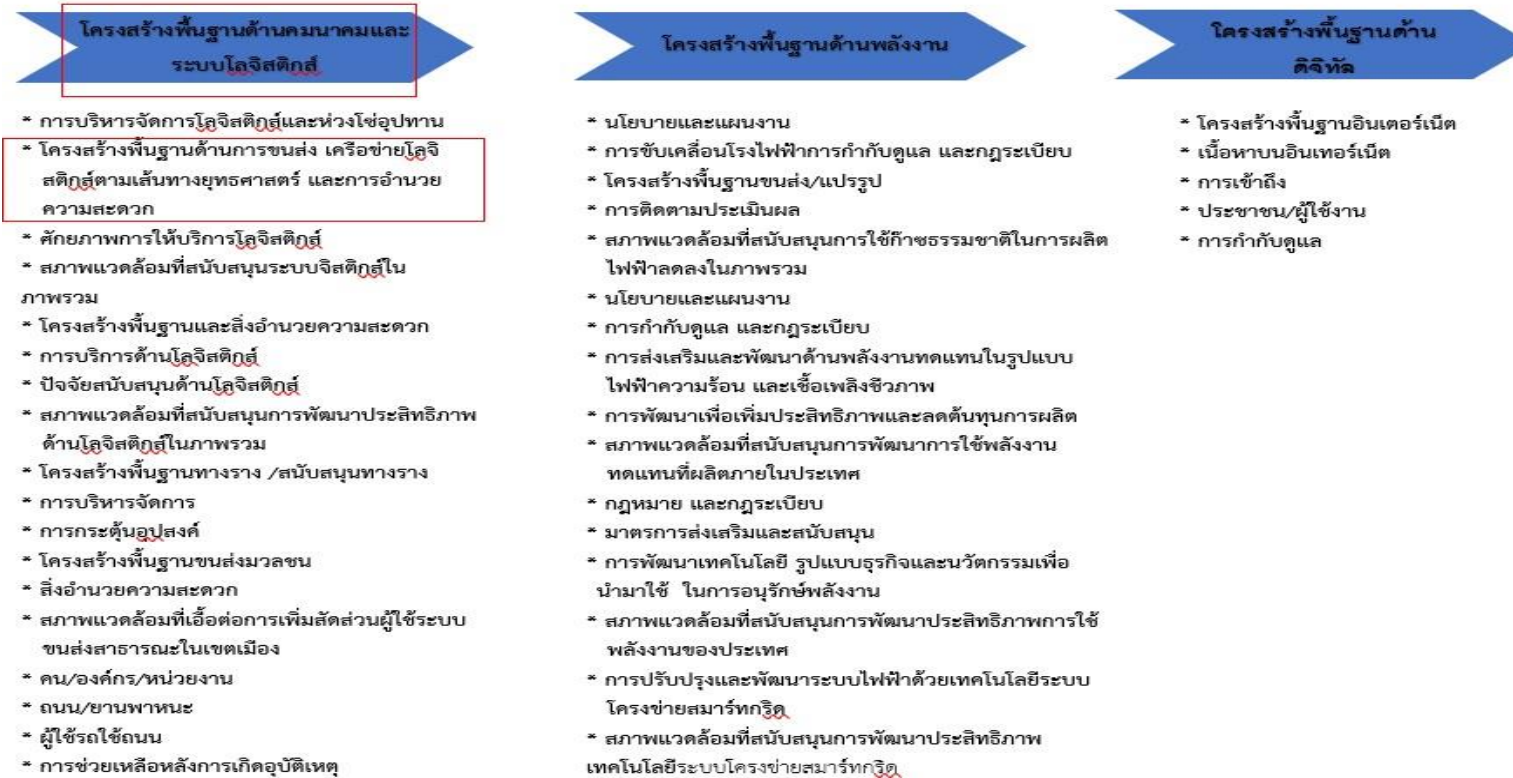 โครงสร้างพื้นฐานด้านคมนาคมและ
ระบบโลจิสติกส์
* การบริหารจัดการโลจิสติกส์และห่วงโซ่อุปทาน
* โครงสร้างพื้นฐานด้านการขนส่ง เครือข่ายโลจิ
สติกส์ตามเส้นทางยุทธศาสตร์ และการอำนวย
ความสะดวก
* ศักยภาพการให้บริการโลจิสติกส์
* สภาพแวดล้อมที่สนับสนุนระบบจิสติกส์ใน
ภาพรวม
* โครงสร้างพื้นฐานและสิ่งอำนวยความสะดวก
* การบริการด้านโลจิสติกส์
* ปัจจัยสนับสนุนด้านโลจิสติกส์
* สภาพแวดล้อมที่สนับสนุนการพัฒนาประสิทธิภาพ
ด้านโลจิสติกส์ในภาพรวม
* โครงสร้างพื้นฐานทางราง /สนับสนุนทางราง
* การบริหารจัดการ
* การกระตุ้นอุปสงค์
* โครงสร้างพื้นฐานขนส่งมวลชน
* สิ่งอำนวยความสะดวก
* สภาพแวดล้อมที่เอื้อต่อการเพิ่มสัดส่วนผู้ใช้ระบบ
ขนส่งสาธารณะในเขตเมือง
* คน/องค์กร/หน่วยงาน
* ถนน/ยานพาหนะ
* ผู้ใช้รถใช้ถนน
* การช่วยเหลือหลังการเกิดอุบัติเหตุ
โครงสร้างพื้นฐานด้านพลังงาน
* นโยบายและแผนงาน
* การขับเคลื่อนโรงไฟฟ้าการกำกับดูแล และกฎระเบียบ
* โครงสร้างพื้นฐานขนส่ง/แปรรูป
* การติดตามประเมินผล
* สภาพแวดล้อมที่สนับสนุนการใช้ก๊าซธรรมชาติในการผลิต
ไฟฟ้าลดลงในภาพรวม
* นโยบายและแผนงาน
* การกำกับดูแล และกฎระเบียบ
* การส่งเสริมและพัฒนาด้านพลังงานทดแทนในรูปแบบ
ไฟฟ้าความร้อน และเชื้อเพลิงชีวภาพ
* การพัฒนาเพื่อเพิ่มประสิทธิภาพและลดต้นทุนการผลิต
* สภาพแวดล้อมที่สนับสนุนการพัฒนาการใช้พลังงาน
ทดแทนที่ผลิตภายในประเทศ
* กฎหมาย และกฎระเบียบ
* มาตรการส่งเสริมและสนับสนุน
* การพัฒนาเทคโนโลยี รูปแบบธุรกิจและนวัตกรรมเพื่อ
นำมาใช้ ในการอนุรักษ์พลังงาน
* สภาพแวดล้อมที่สนับสนุนการพัฒนาประสิทธิภาพการใช้
พลังงานของประเทศ
* การปรับปรุงและพัฒนาระบบไฟฟ้าด้วยเทคโนโลยีระบบ
โครงข่ายสมาร์ทกริด
* สภาพแวดล้อมที่สนับสนุนการพัฒนาประสิทธิภาพ
เทคโนโลยีระบบโครงข่ายสมาร์ทกริด
โครงสร้างพื้นฐานด้าน
ดิจิทัล
* โครงสร้างพื้นฐานอินเตอร์เน็ต
* เนื้อหาบนอินเทอร์เน็ต
* การเข้าถึง
* ประชาชน/ผู้ใช้งาน
* การกำกับดูแล